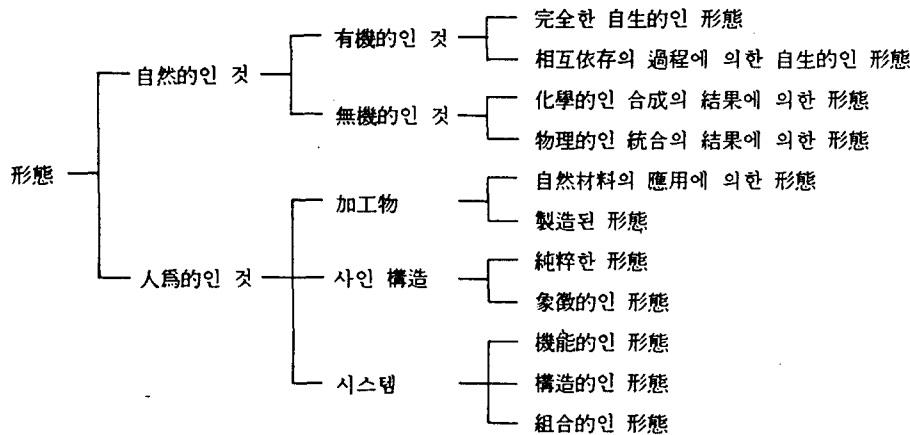 完全한 自生的인 形態
有機的인 것
相互依存의 過程에 의한 自生的인 形態
自然的인 것
化學的인 合成의 結果에 의한 形態
無機的인 것
物理的인 統合의 結果에 의한 形態
形態
自然材料의 應用에 의한 形態
加工物
製造된 形態
純粹한 形態
人爲的인 것
사인 構造
象徵的인 形態
機能的인 形態
시스템
構造的인 形態
組合的인 形態